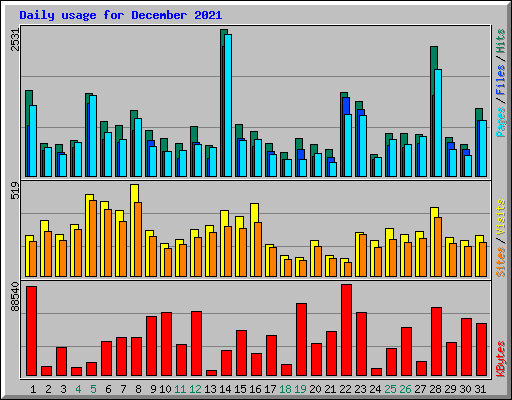 Daily usage for December 2021
2531
Pages / Files / Hits
519
Sites / Visits
88540
KBytes
1 2 3 4 5 6 7 8 9 10 11 12 13 14 15 16 17 18 19 20 21 22 23 24 25 26 27 28 29 30 31